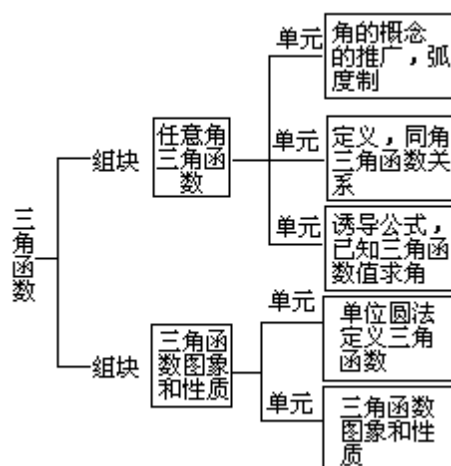 三角函数
组块
任意角
三角函
数
单元
角的概念
的推广，弧
度制
单元
定义，同角
三角函数关
系
单元
诱导公式，
已知三角函
数值求角
组块
三角函
数图象
和性质
单元
单位圆法
定义三角
函数
单元
三角函数
图象和性
质